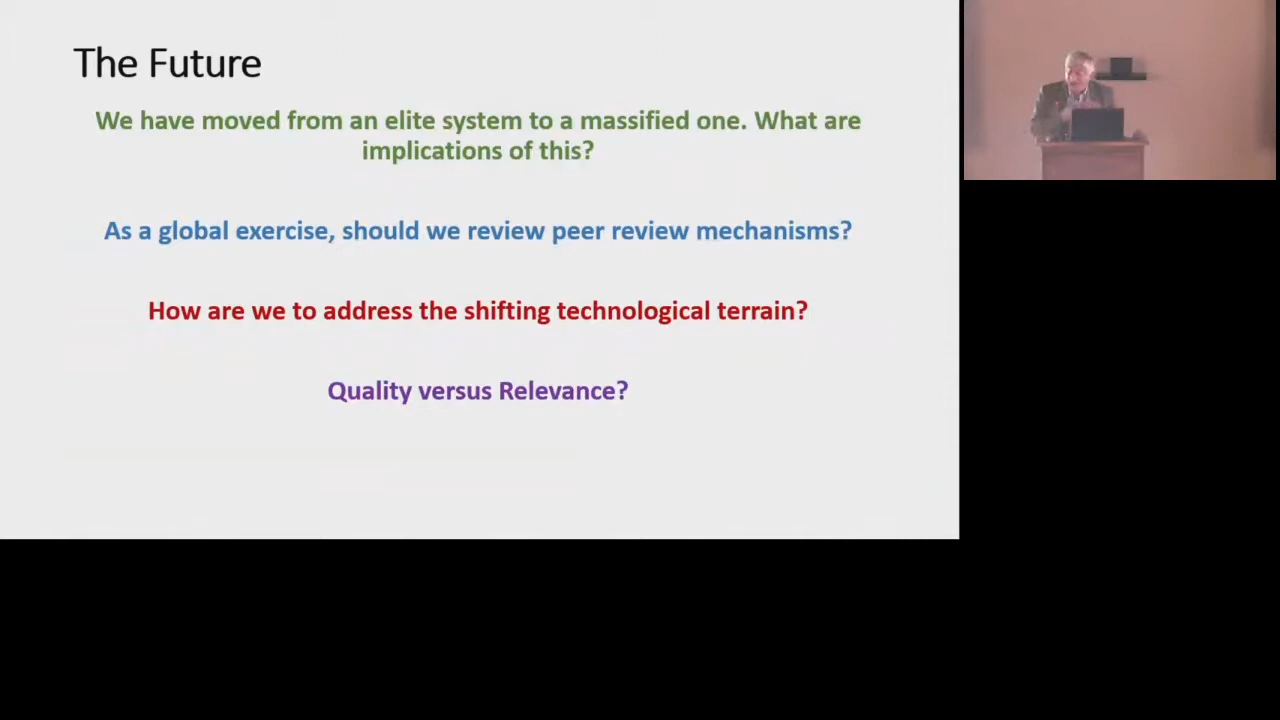 The Future
We have moved from an elite system to a massified one. What are
implications of this?
As a global exercise, should we review peer review mechanisms?
How are we to address the shifting technological terrain?
Quality versus Relevance?